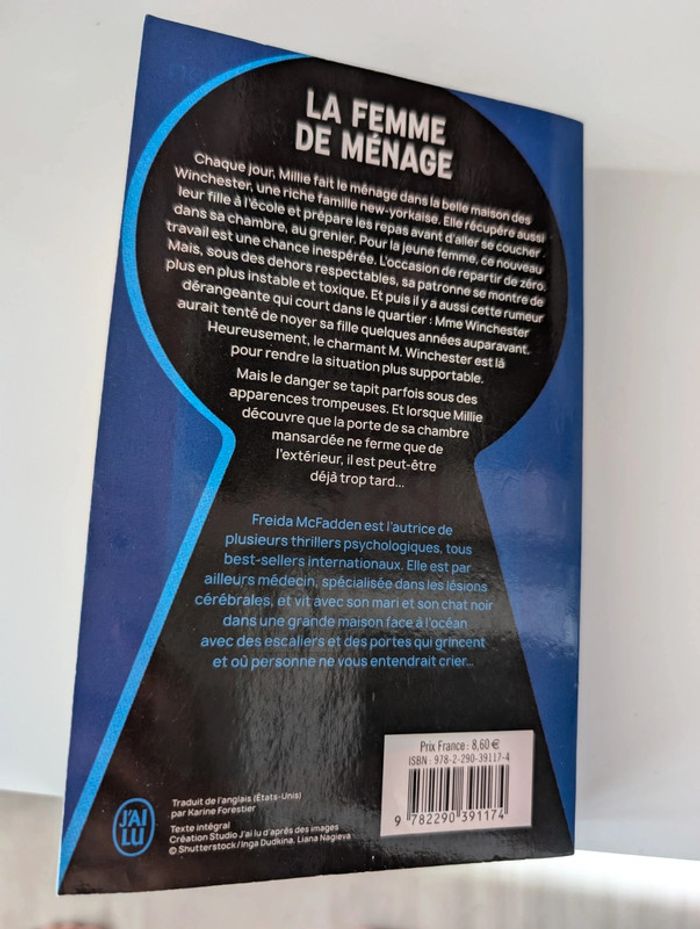 LA FEMME
DE MÉNAGE
Chaque jour, Millie fait le ménage dans la belle maison des
Winchester, une riche famille new-yorkaise. Elle récupère aussi
leur fille à l'école et prépare les repas avant d'aller se coucher
dans sa chambre, au grenier. Pour la jeune femme, ce nouveau
travail est une chance inespérée. L'occasion de repartir de zéro.
Mais, sous des dehors respectables, sa patronne se montre de
plus en plus instable et toxique. Et puis il y a aussi cette rumeur
dérangeante qui court dans le quartier : Mme Winchester
aurait tenté de noyer sa fille quelques années auparavant.
Heureusement, le charmant M. Winchester est là
pour rendre la situation plus supportable.
Mais le danger se tapit parfois sous des
apparences trompeuses. Et lorsque Millie
découvre que la porte de sa chambre
mansardée ne ferme que de
l'extérieur, il est peut-être
déjà trop tard...
Freida McFadden est l'autrice de
plusieurs thrillers psychologiques, tous
best-sellers internationaux. Elle est par
ailleurs médecin, spécialisée dans les lésions
cérébrales, et vit avec son mari et son chat noir
dans une grande maison face à l'océan
avec des escaliers et des portes qui grincent
et où personne ne vous entendrait crier...
Prix France : 8,60 €
ISBN : 978-2-290-39117-4
9 782290 391174
J'AI
LU
Traduit de l'anglais (États-Unis)
par Karine Forestier
Texte intégral
Création Studio J'ai lu d'après des images
© Shutterstock / Inga Dudkina, Liana Nagieva